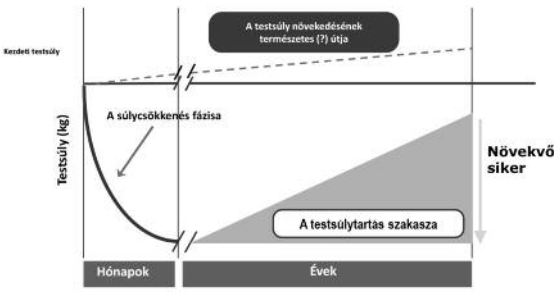 A testsúly növekedésének
természetes (?) útja
Kezdeti testsúly
A súlycsökkenés fázisa
Testsúly (kg)
Növekvő
siker
A testsúlytartás szakasza
Hónapok
Évek